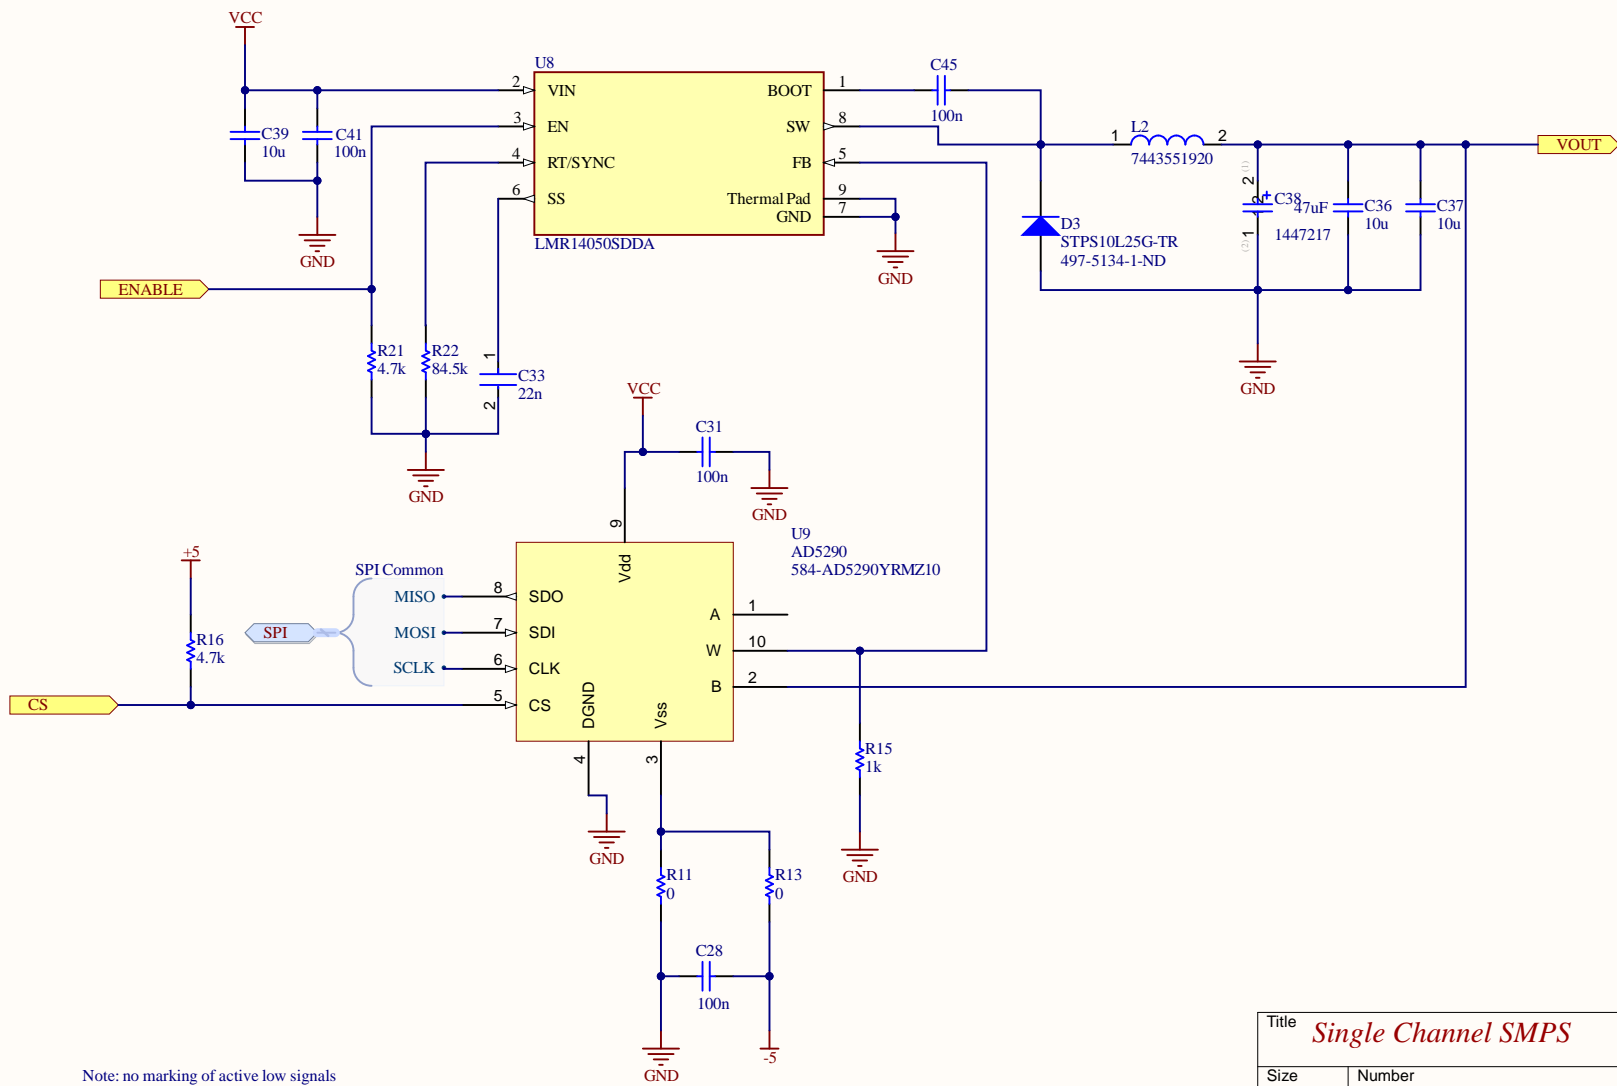 VCC
U8
C45
2 VIN BOOT 1
100n
3 EN SW 8
C39 10u
C41 100n
4 RT/SYNC FB 5
6 SS Thermal Pad 9
GND 7
LMR14050SDDA
GND
GND
L2
1 2
7443551920
VOUT
D3
STPS10L25G-TR
497-5134-1-ND
(1)
2
2
+
C38
47uF
1447217
1
(2)
C36
10u
C37
10u
GND
ENABLE
R21
4.7k
R22
84.5k
1
C33
22n
2
GND
VCC
C31
100n
GND
U9
AD5290
584-AD5290YRMZ10
9
Vdd
+5
R16
4.7k
SPI Common
SPI
MISO 8 SDO
MOSI 7 SDI
SCLK 6 CLK
CS 5 CS
A 1
W 10
B 2
DGND
Vss
4
3
GND
R15
1k
GND
R11
0
R13
0
C28
100n
GND
-5
Note: no marking of active low signals
Title Single Channel SMPS
Size Number